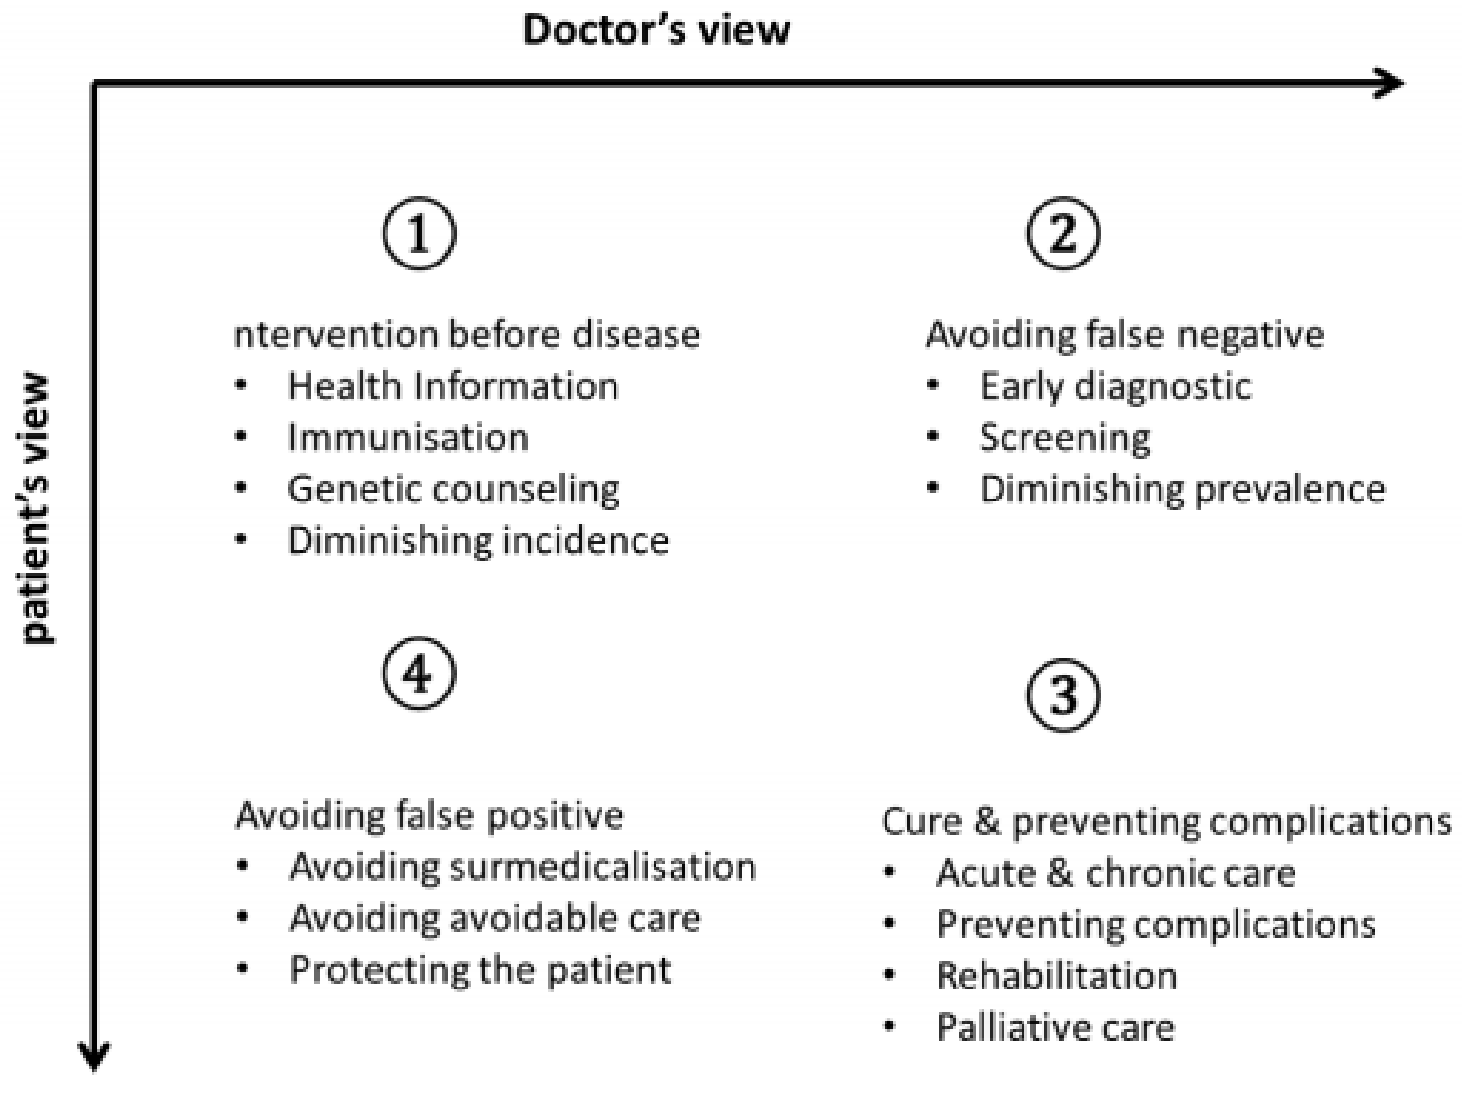 Doctor's view
patient's view
①
ntervention before disease
• Health Information
• Immunisation
• Genetic counseling
• Diminishing incidence
②
Avoiding false negative
• Early diagnostic
• Screening
• Diminishing prevalence
④
Avoiding false positive
• Avoiding surmedicalisation
• Avoiding avoidable care
• Protecting the patient
③
Cure & preventing complications
• Acute & chronic care
• Preventing complications
• Rehabilitation
• Palliative care